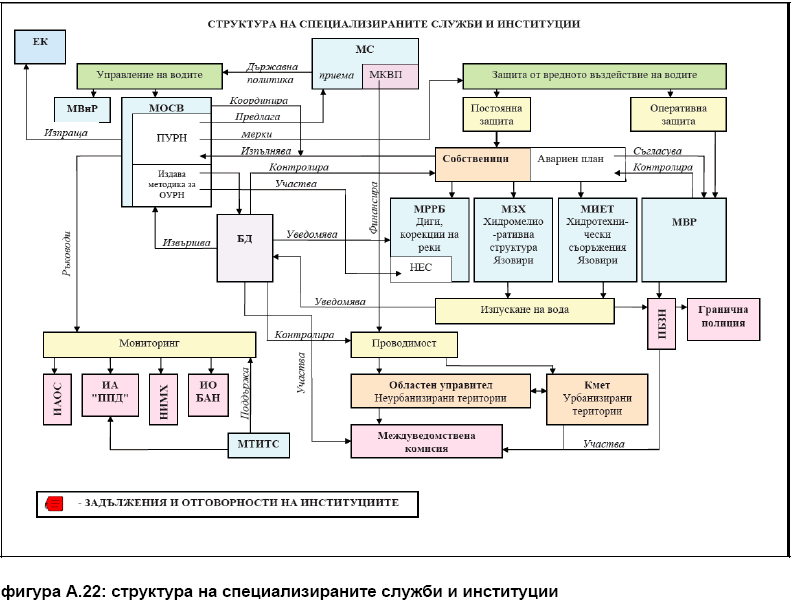 СТРУКТУРА НА СПЕЦИАЛИЗИРАНИТЕ СЛУЖБИ И ИНСТИТУЦИИ
ЕК
МС
приема
МКВП
Държавна
политика
Управление на водите
Защита от вредното въздействие на водите
МВнР
МОСВ
ПУРН
Издава
методика за
ОУРН
Координира
Предлага
мерки
Изпълнява
Контролира
Участва
Изпраща
Постоянна
защита
Оперативна
защита
Собственици
Авариен план
Съгласува
Контролира
Финансира
МРРБ
Диги,
корекции на
реки
НЕС
МЗХ
Хидромелио
-ративна
структура
Язовири
МИЕТ
Хидротехни-
чески
съоръжения
Язовири
МВР
БД
Уведомява
Извършва
Ръководи
Уведомява
Изпускане на вода
ПБЗН
Гранична
полиция
Мониторинг
Контролира
Проводимост
ИАОС
ИА
"ППД"
НИМХ
ИО
БАН
Поддържа
Участва
Областен управител
Неурбанизирани територии
Кмет
Урбанизирани
територии
МТИТС
Междуведомствена
комисия
Участва
- ЗАДЪЛЖЕНИЯ И ОТГОВОРНОСТИ НА ИНСТИТУЦИИТЕ
фигура А.22: структура на специализираните служби и институции